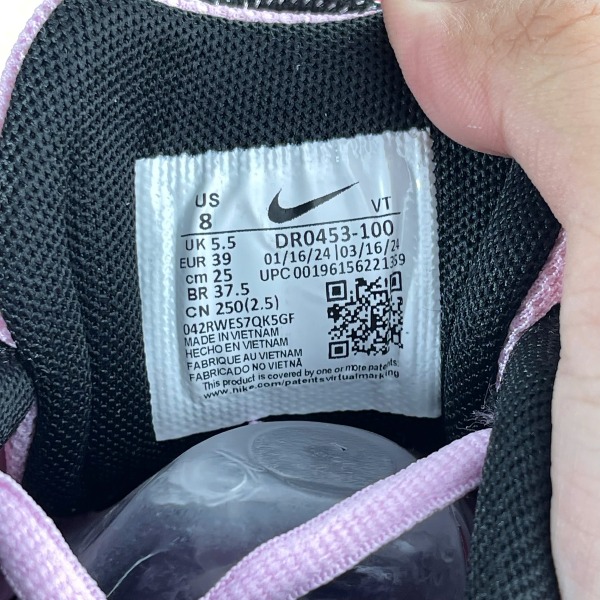 US
8
VT
UK 5.5
EUR 39
cm 25
BR 37.5
CN 250(2.5)
DR0453-100
01/16/24 | 03/16/24
UPC 00196156221359
042RWES7QK5GF
MADE IN VIETNAM
HECHO EN VIETNAM
FABRIQUE AU VIETNAM
FABRICADO NO VIETNÃ
This product is covered by one or more patents.
www.nike.com/patentsvirtualmarking